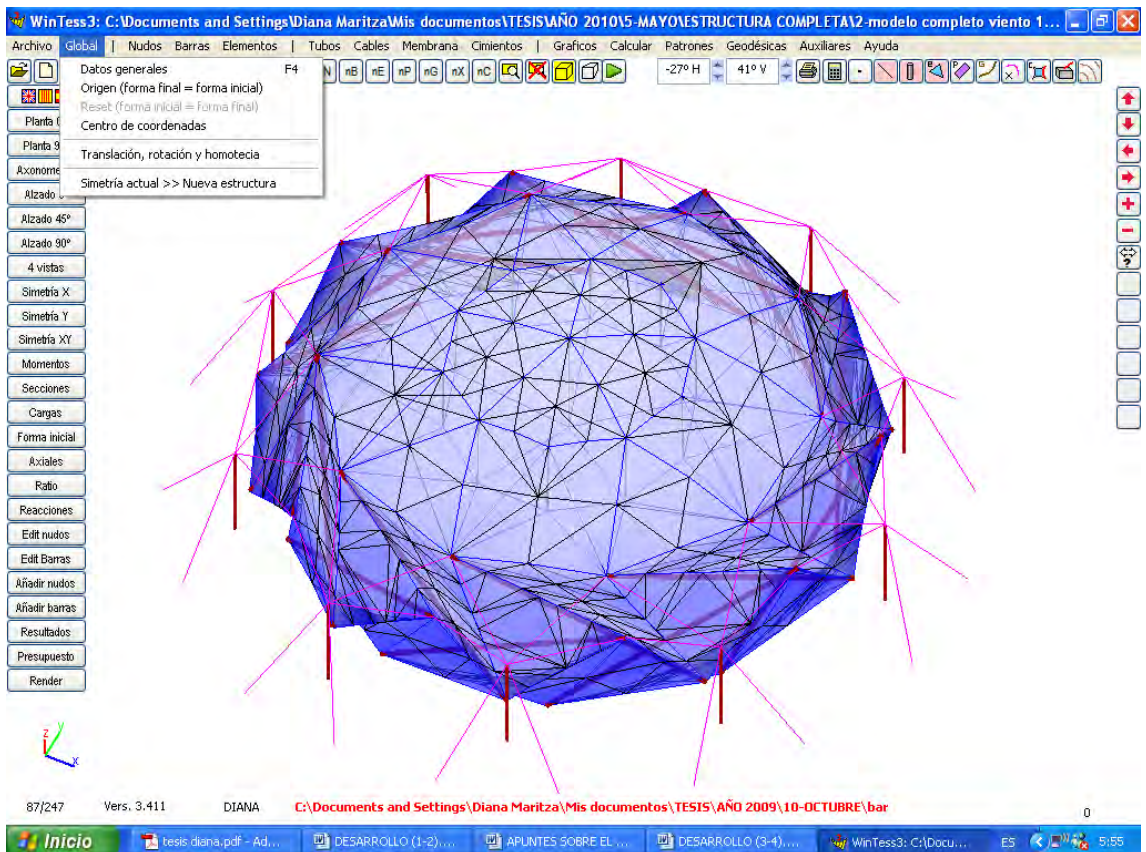 WinTess3: C:\Documents and Settings\Diana Maritza\Mis documentos\TESIS\AÑO 2010\5-MAYO\ESTRUCTURA COMPLETA\2-modelo completo viento 1...
Archivo Global | Nudos Barras Elementos | Tubos Cables Membrana Cimientos | Graficos Calcular Patrones Geodésicas Auxiliares Ayuda
N nB nE nP nG nX nC -27º H 41º V
Datos generales F4
Origen (forma final = forma inicial)
Reset (forma inicial = forma final)
Centro de coordenadas
Translación, rotación y homotecia
Simetría actual >> Nueva estructura
Planta
Planta 9
Axonome
Alzado
Alzado 45º
Alzado 90º
4 vistas
Simetría X
Simetría Y
Simetría XY
Momentos
Secciones
Cargas
Forma inicial
Axiales
Ratio
Reacciones
Edit nudos
Edit Barras
Añadir nudos
Añadir barras
Resultados
Presupuesto
Render
?
z y
x
87/247 Vers. 3.411 DIANA C:\Documents and Settings\Diana Maritza\Mis documentos\TESIS\AÑO 2009\10-OCTUBRE\bar 0
Inicio tesis diana.pdf - Ad... DESARROLLO (1-2).... APUNTES SOBRE EL ... DESARROLLO (3-4).... WinTess3: C:\Docu... ES 5:55